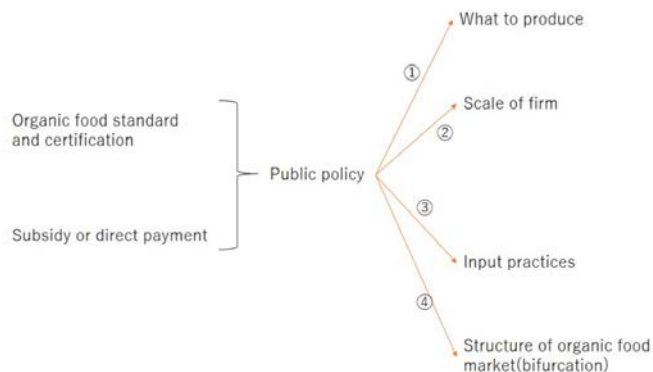 What to produce
①
Scale of firm
②
Organic food standard
and certification
Public policy
③
Subsidy or direct payment
Input practices
④
Structure of organic food
market(bifurcation)